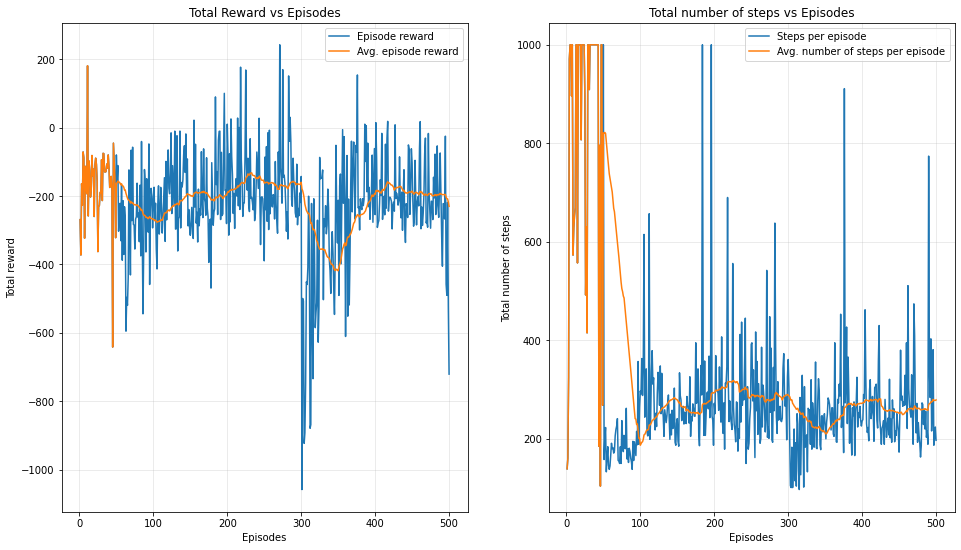 Total Reward vs Episodes
Episode reward
Avg. episode reward
200
0
−200
−400
−600
−800
−1000
Total reward
0
100
200
300
400
500
Episodes
Total number of steps vs Episodes
Steps per episode
Avg. number of steps per episode
1000
800
600
400
200
Total number of steps
0
100
200
300
400
500
Episodes